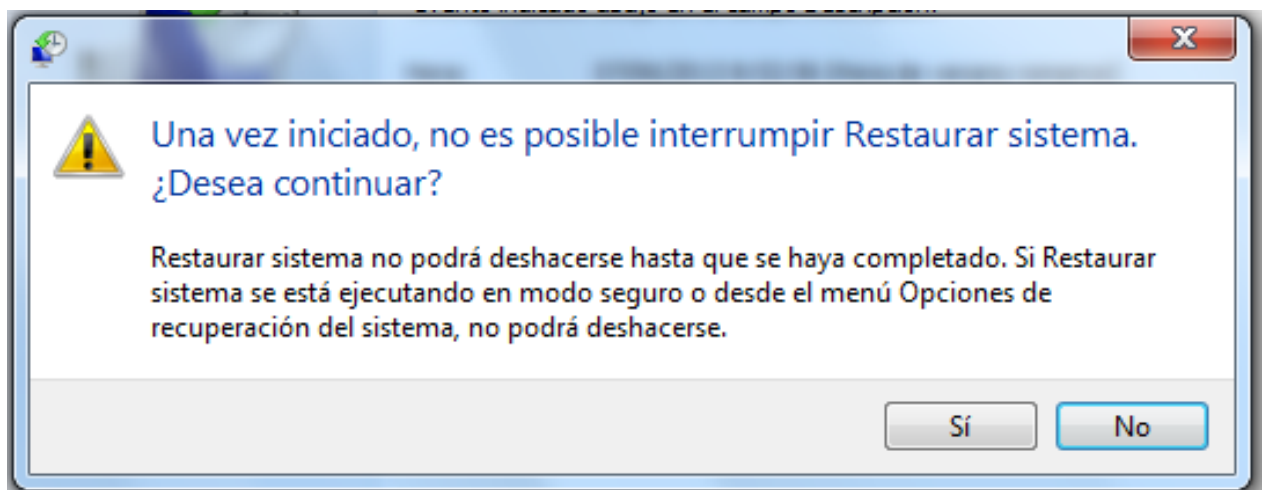 Una vez iniciado, no es posible interrumpir Restaurar sistema.
¿Desea continuar?
Restaurar sistema no podrá deshacerse hasta que se haya completado. Si Restaurar
sistema se está ejecutando en modo seguro o desde el menú Opciones de
recuperación del sistema, no podrá deshacerse.
Sí
No